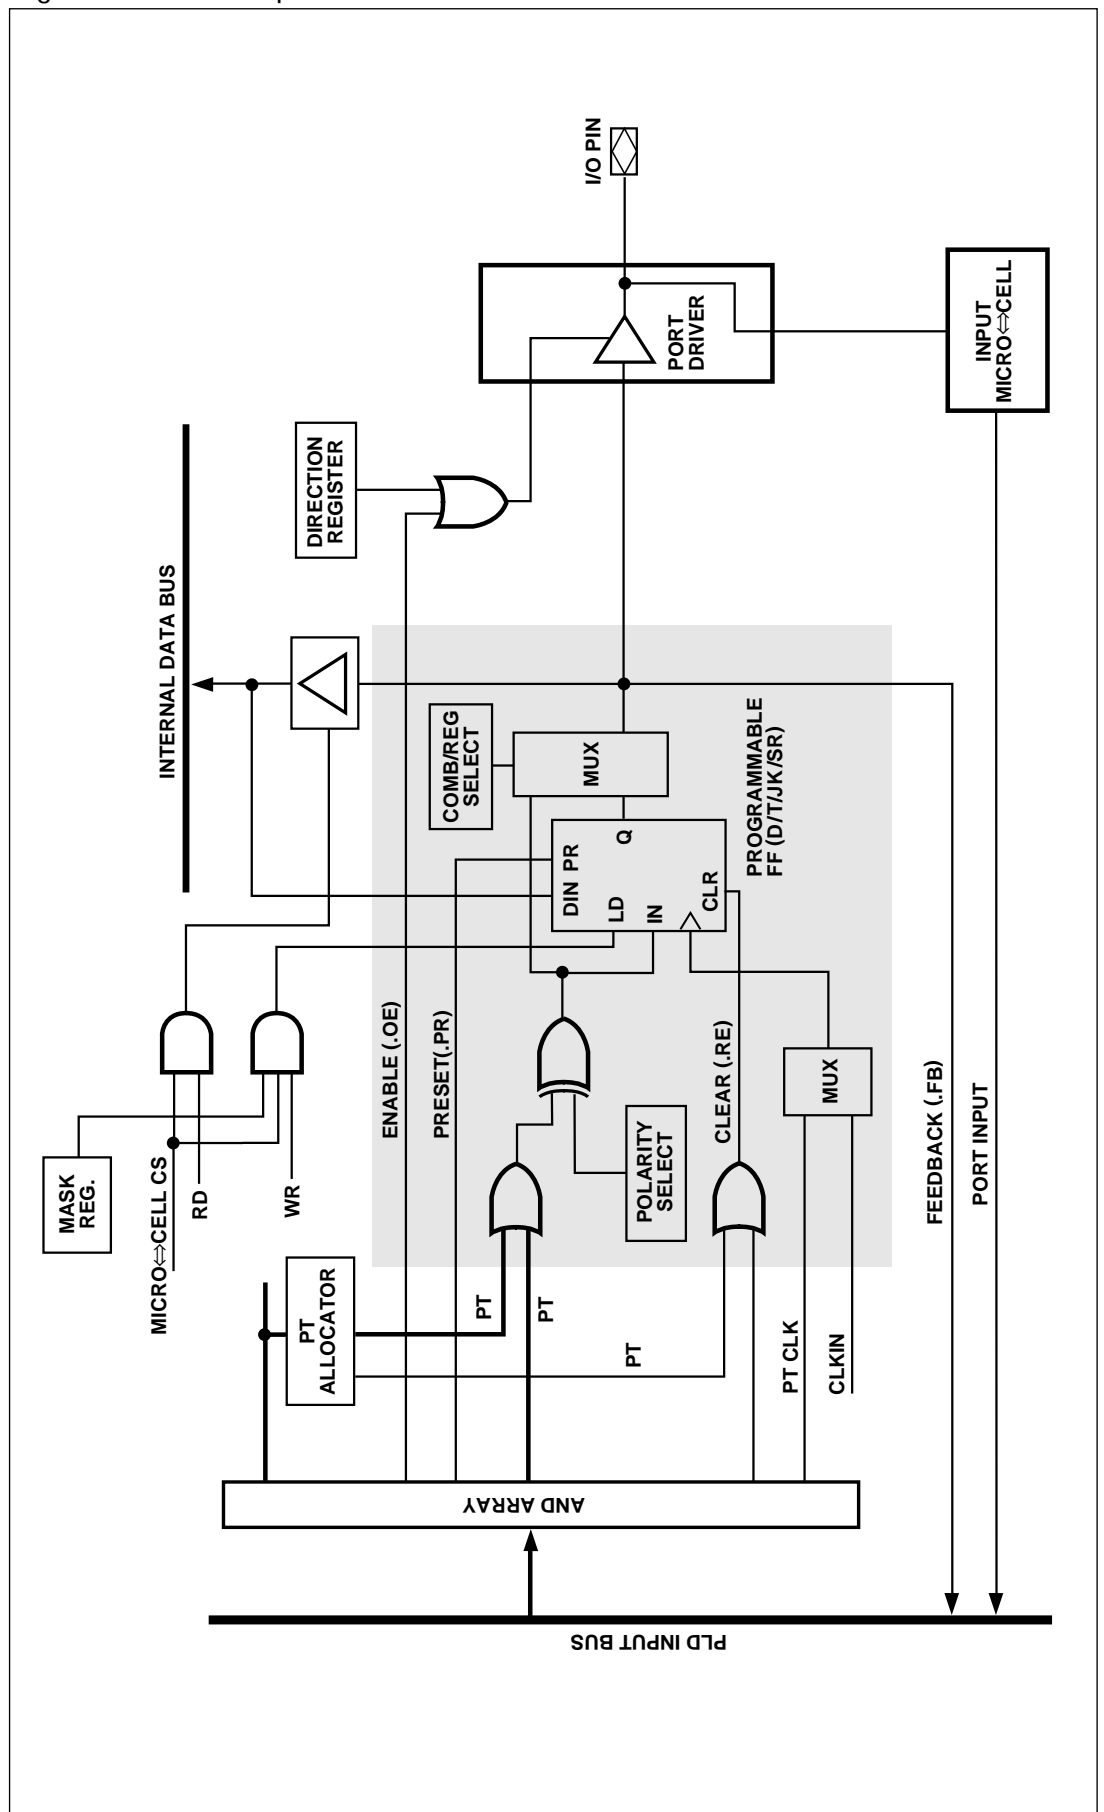 I/O PIN
PORT
DRIVER
INPUT
MICRO⇔CELL
DIRECTION
REGISTER
INTERNAL DATA BUS
COMB/REG
SELECT
MUX
PROGRAMMABLE
FF (D/T/JK/SR)
DIN PR
LD
IN
Q
CLR
MASK
REG.
MICRO⇔CELL CS
RD
WR
ENABLE (.OE)
PRESET(.PR)
POLARITY
SELECT
CLEAR (.RE)
MUX
FEEDBACK (.FB)
PORT INPUT
PT
ALLOCATOR
PT
PT
PT
PT CLK
CLKIN
AND ARRAY
PLD INPUT BUS